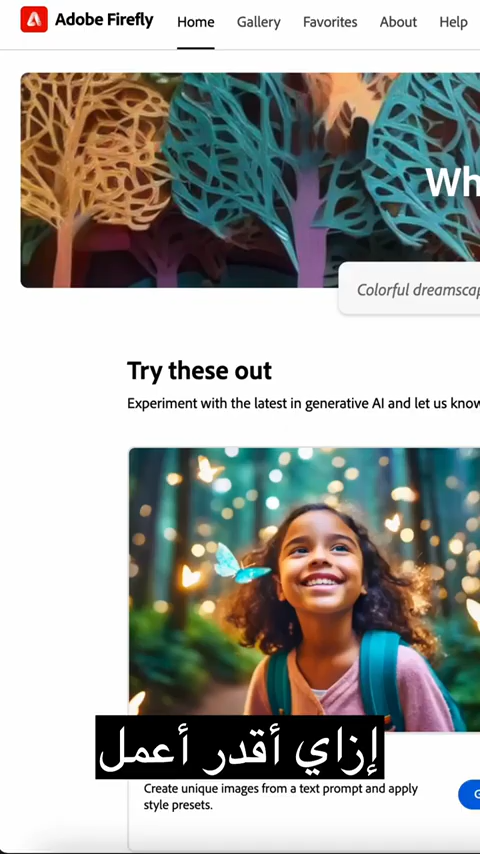 Adobe Firefly Home Gallery Favorites About Help
Wh
Colorful dreamscap
Try these out
Experiment with the latest in generative AI and let us know
إزاي أقدر أعمل
Create unique images from a text prompt and apply
style presets.
G